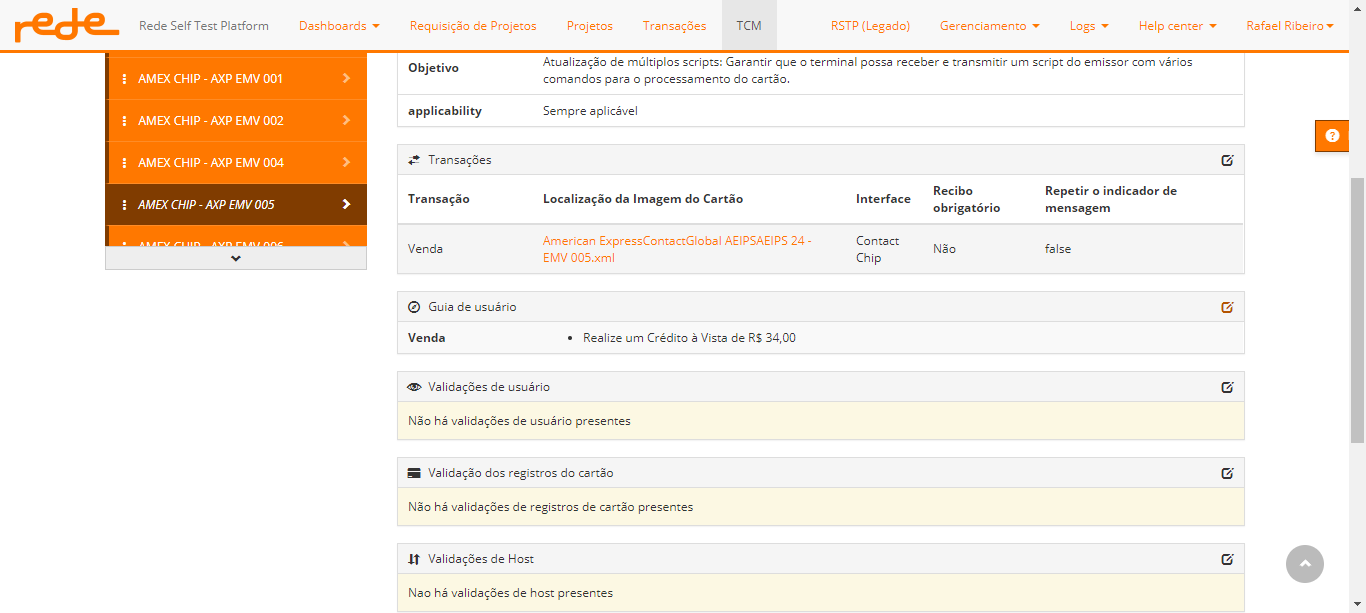 rede
Rede Self Test Platform
Dashboards
Requisição de Projetos
Projetos
Transações
TCM
RSTP (Legado)
Gerenciamento
Logs
Help center
Rafael Ribeiro
AMEX CHIP - AXP EMV 001
AMEX CHIP - AXP EMV 002
AMEX CHIP - AXP EMV 004
AMEX CHIP - AXP EMV 005
AMEX CHIP - AXP EMV 006
Objetivo
Atualização de múltiplos scripts: Garantir que o terminal possa receber e transmitir um script do emissor com vários
comandos para o processamento do cartão.
applicability
Sempre aplicável
Transações
Transação
Localização da Imagem do Cartão
Interface
Recibo
obrigatório
Repetir o indicador de
mensagem
Venda
American ExpressContactGlobal AEIPSAEIPS 24 -
EMV 005.xml
Contact
Chip
Não
false
Guia de usuário
Venda
• Realize um Crédito à Vista de R$ 34,00
Validações de usuário
Não há validações de usuário presentes
Validação dos registros do cartão
Não há validações de registros de cartão presentes
Validações de Host
Nao há validações de host presentes